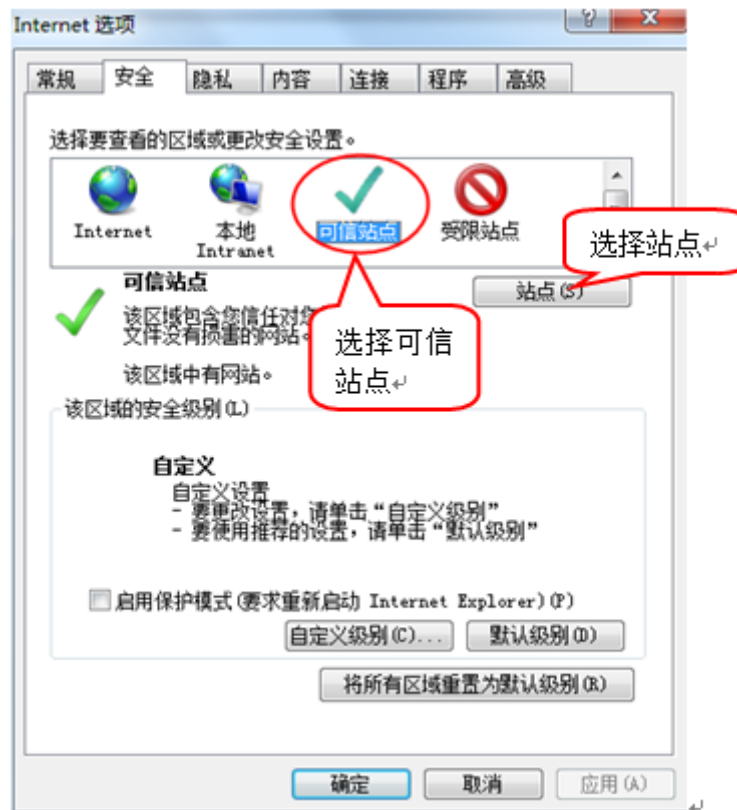 Internet 选项
常规 安全 隐私 内容 连接 程序 高级
选择要查看的区域或更改安全设置。
Internet
本地
Intranet
可信站点
受限站点
选择站点
可信站点
站点(S)
该区域包含您信任对您
文件没有损害的网站。
选择可信
站点
该区域中有网站。
该区域的安全级别(L)
自定义
自定义设置
- 要更改设置，请单击“自定义级别”
- 要使用推荐的设置，请单击“默认级别”
启用保护模式(要求重新启动 Internet Explorer)(P)
自定义级别(C)... 默认级别(D)
将所有区域重置为默认级别(R)
确定 取消 应用(A)